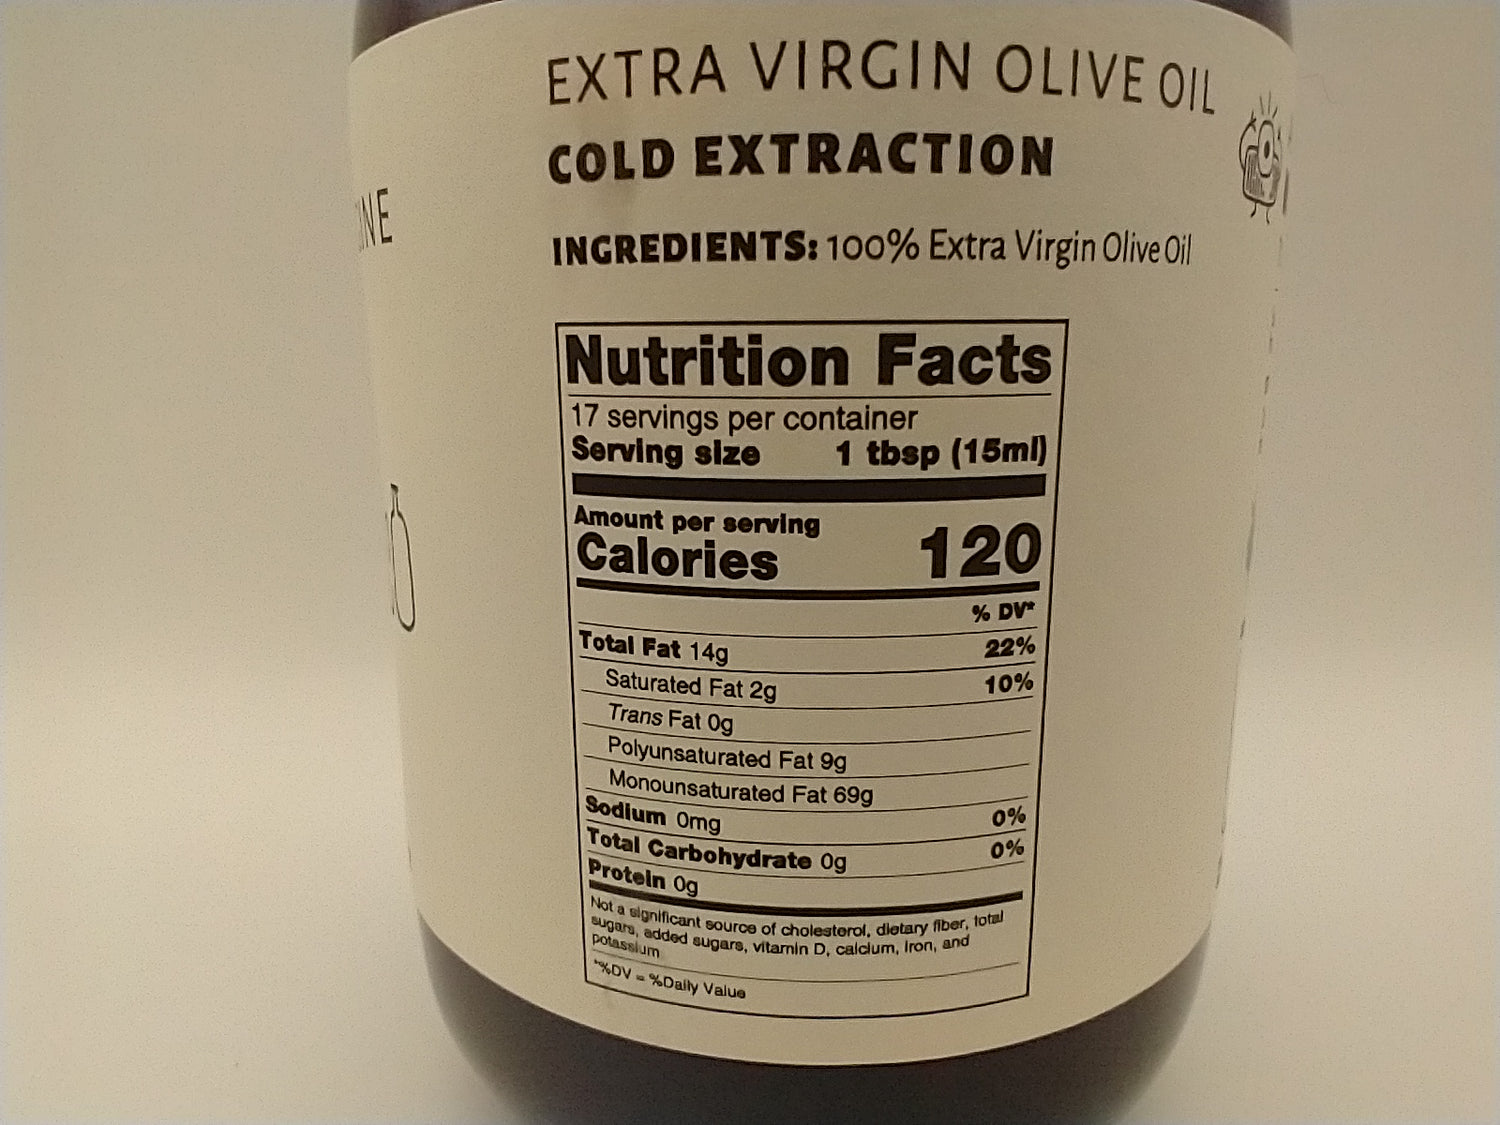 EXTRA VIRGIN OLIVE OIL
COLD EXTRACTION
INGREDIENTS: 100% Extra Virgin Olive Oil
Nutrition Facts
17 servings per container
Serving size 1 tbsp (15ml)
Amount per serving
Calories 120
% DV*
Total Fat 14g 22%
Saturated Fat 2g 10%
Trans Fat 0g
Polyunsaturated Fat 9g
Monounsaturated Fat 69g
Sodium 0mg 0%
Total Carbohydrate 0g 0%
Protein 0g
Not a significant source of cholesterol, dietary fiber, total
sugars, added sugars, vitamin D, calcium, iron, and
potassium
*%DV = %Daily Value